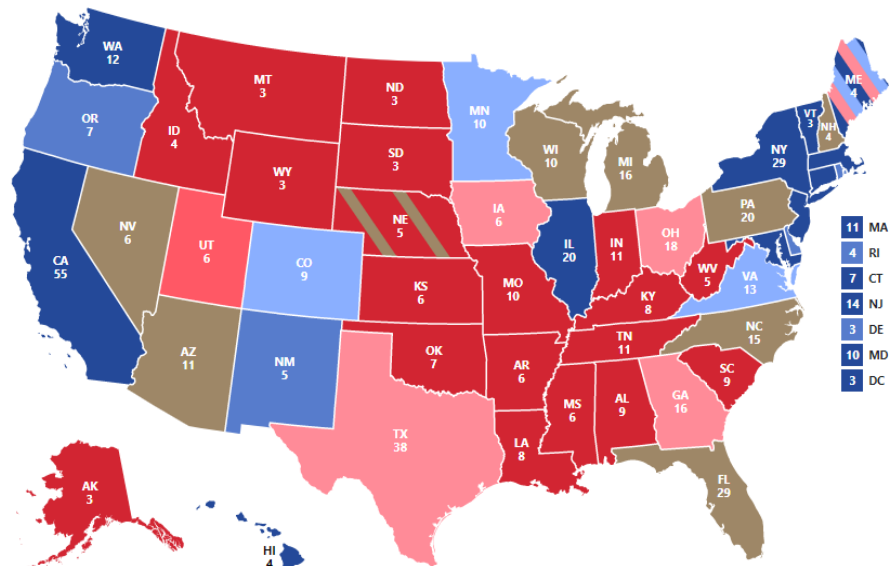 WA
12
OR
7
CA
55
NV
6
ID
4
MT
3
WY
3
UT
6
AZ
11
CO
9
NM
5
ND
3
SD
3
NE
5
KS
6
OK
7
TX
38
MN
10
IA
6
MO
10
AR
6
LA
8
WI
10
IL
20
MI
16
IN
11
OH
18
KY
8
TN
11
MS
6
AL
9
GA
16
FL
29
SC
9
NC
15
VA
13
WV
5
PA
20
NY
29
VT
3
NH
4
ME
4
AK
3
HI
4
11 MA
4 RI
7 CT
14 NJ
3 DE
10 MD
3 DC